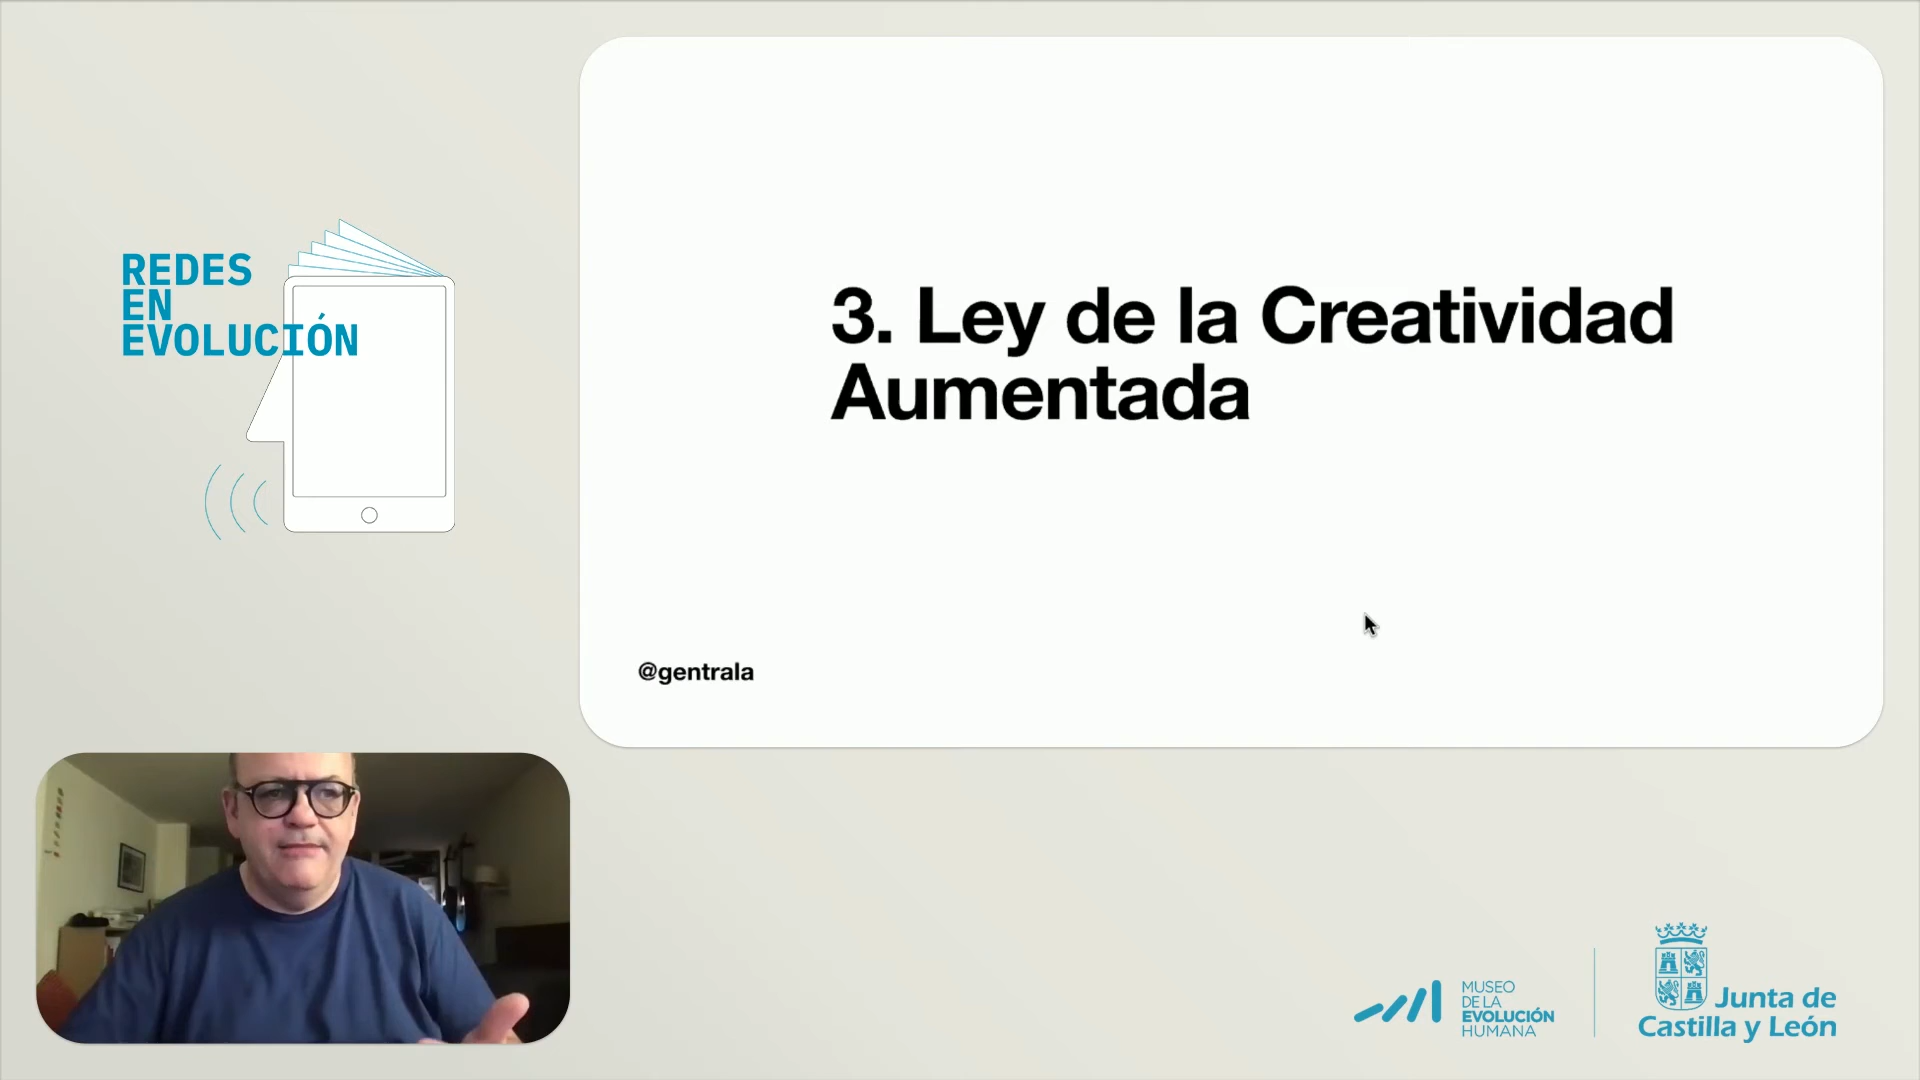 REDES
EN
EVOLUCIÓN
3. Ley de la Creatividad
Aumentada
@gentrala
MUSEO
DE LA
EVOLUCIÓN
HUMANA
Junta de
Castilla y León